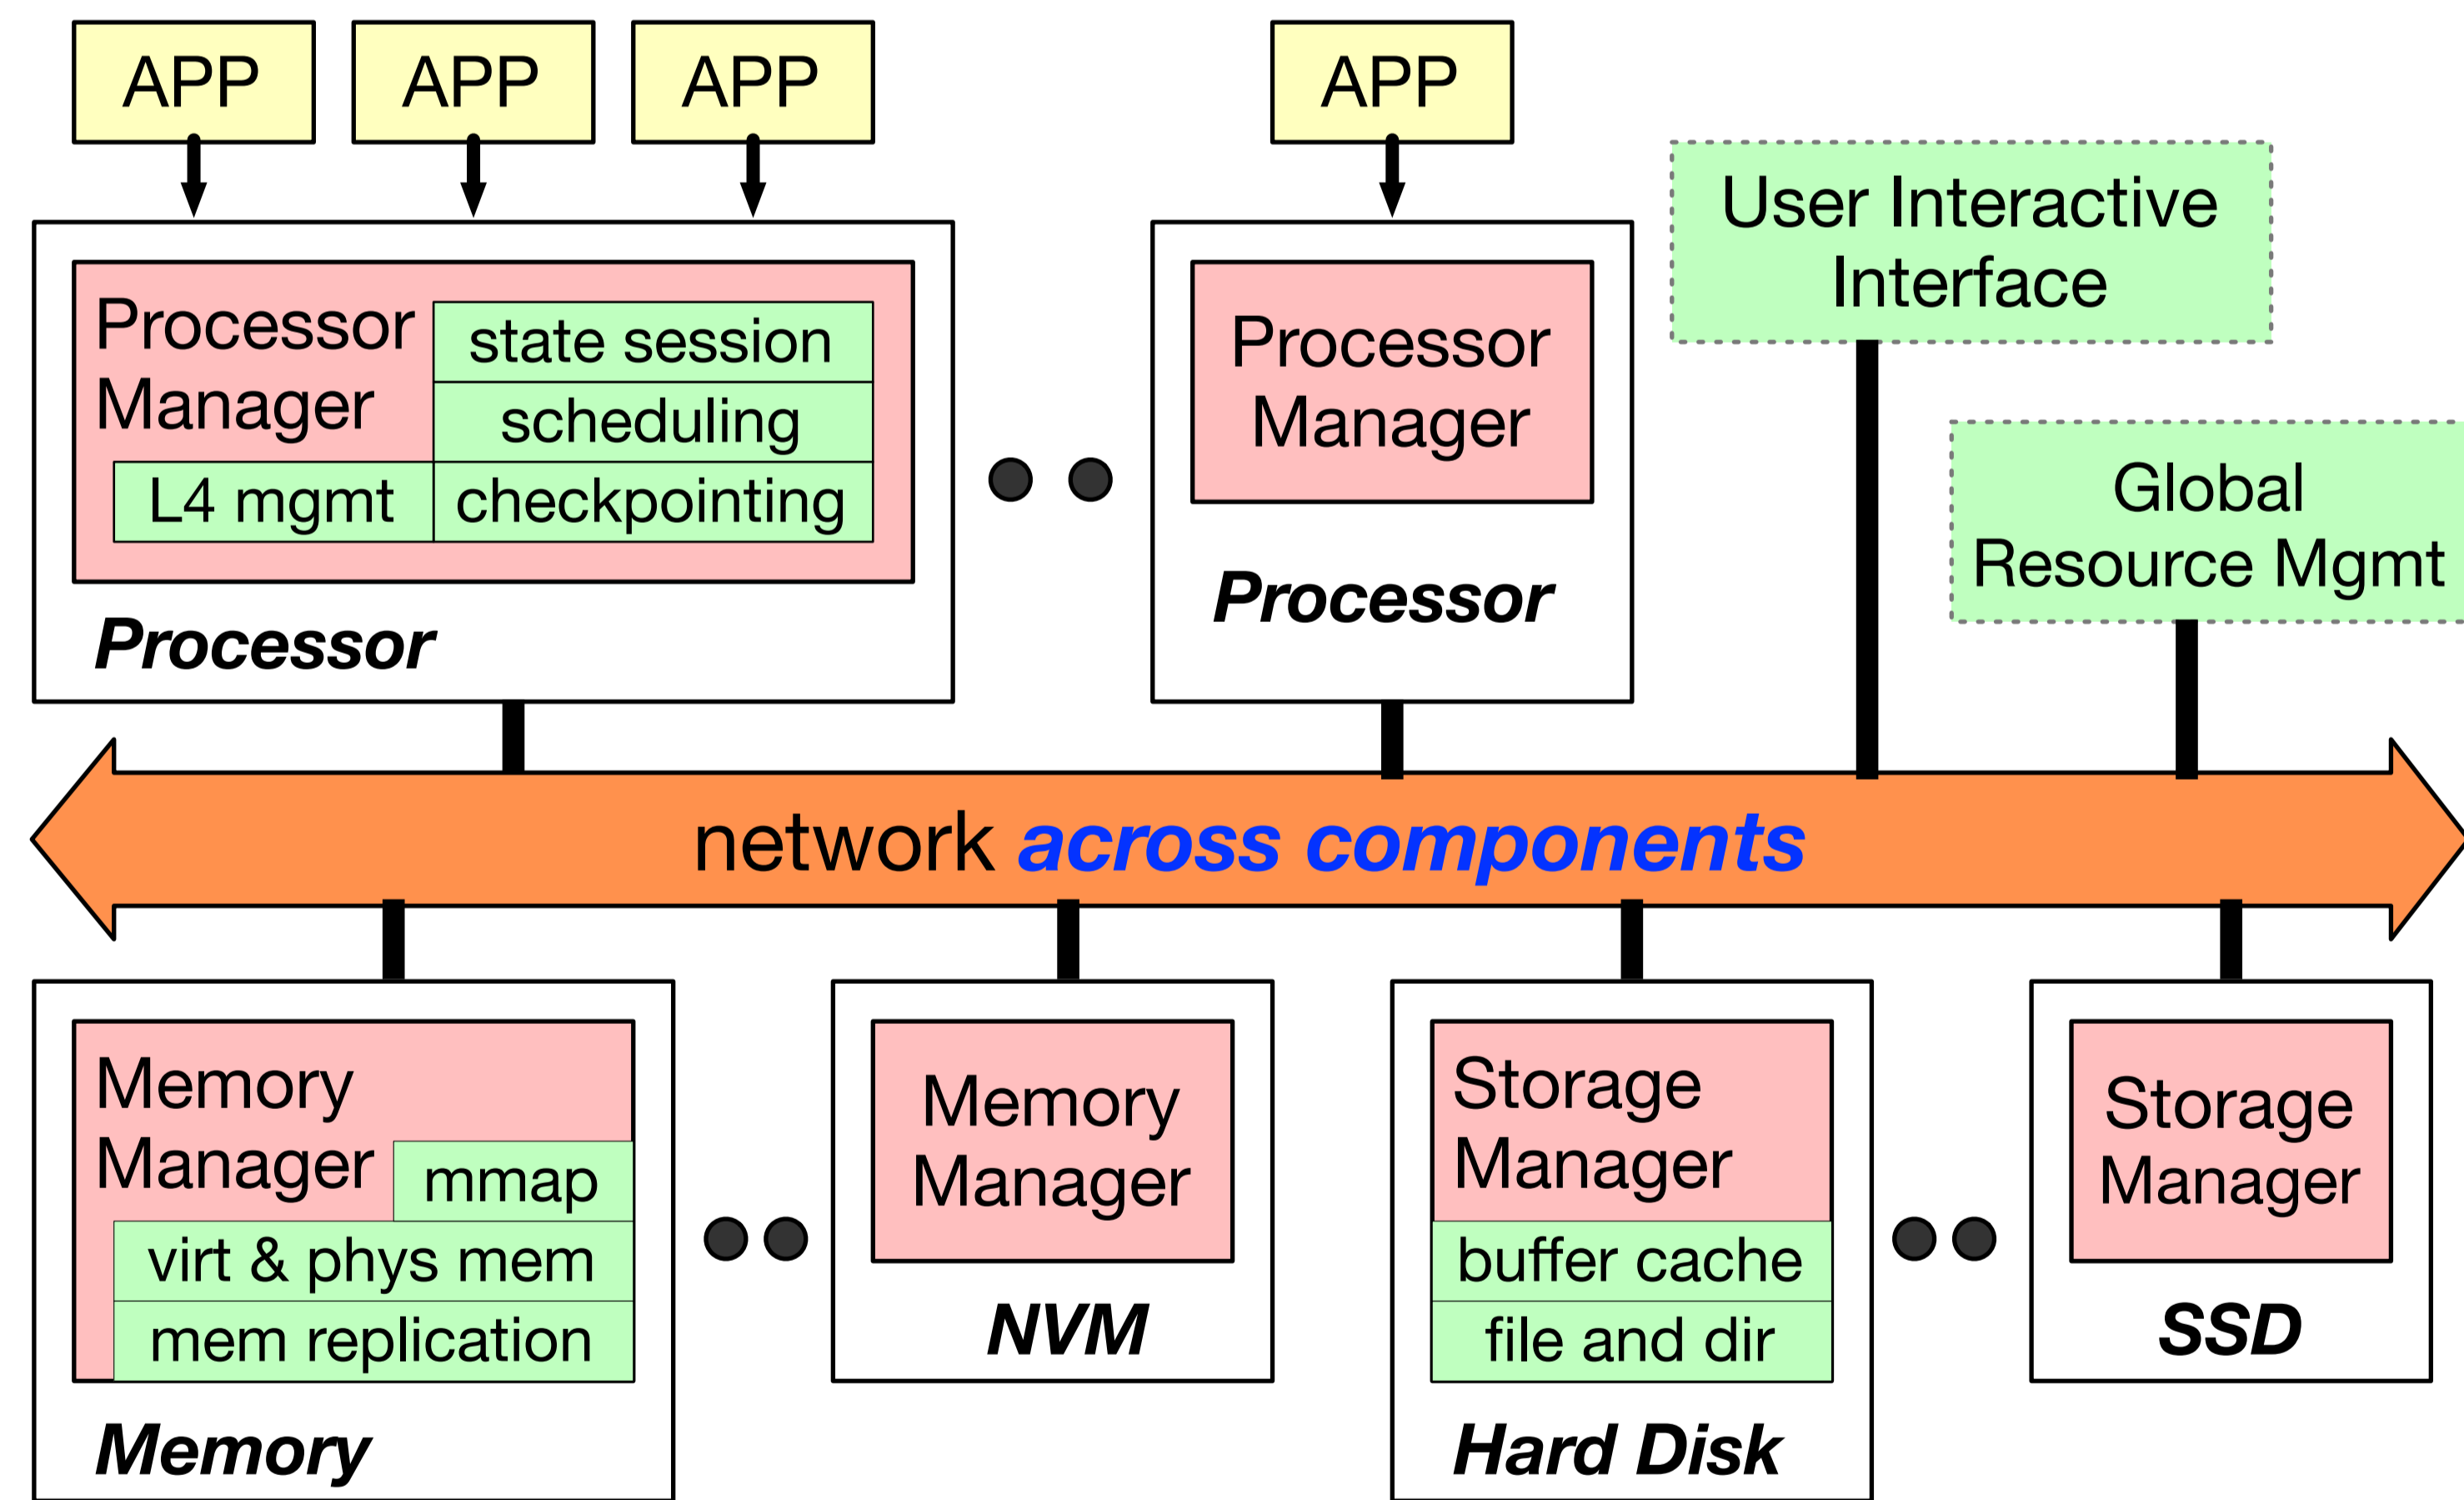 APP
APP
APP
APP
Processor
Manager
state session
scheduling
L4 mgmt
checkpointing
Processor
Processor
Manager
Processor
User Interactive
Interface
Global
Resource Mgmt
network across components
Memory
Manager
mmap
virt & phys mem
mem replication
Memory
Memory
Manager
NVM
Storage
Manager
buffer cache
file and dir
Hard Disk
Storage
Manager
SSD